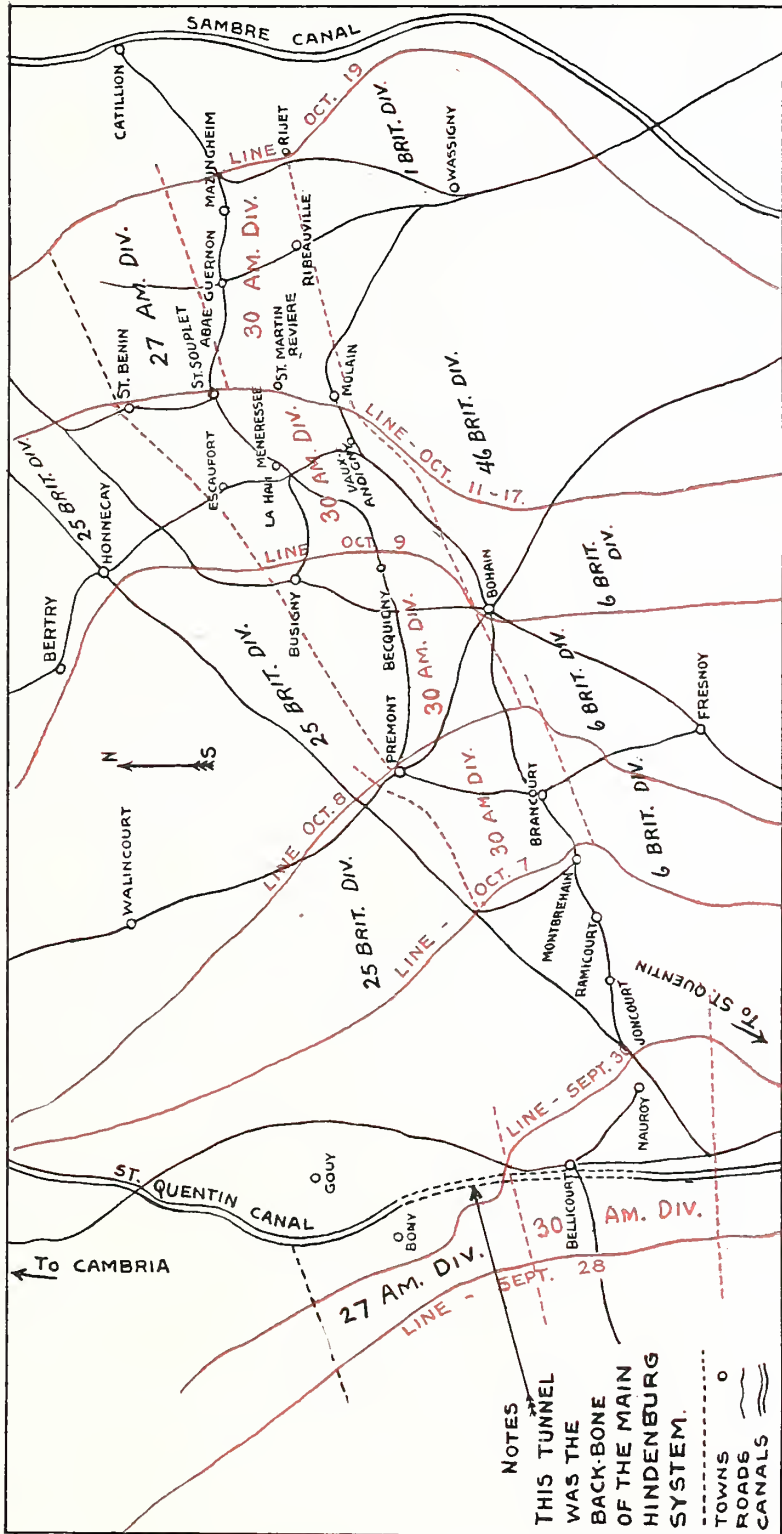 SAMBRE CANAL
CATILLION
LINE OCT. 19
MAZINGHEIM
RIJET
1 BRIT. DIV.
WASSIGNY
27 AM. DIV.
ABAE GUERNON
30 AM. DIV.
RIBEAUVILLE
ST. BENIN
ST. SOUPLET
ST. MARTIN
REVIERE
MOLAIN
25 BRIT. DIV.
HONNECAY
ESCAUFORT
LA HAII MENERESSEE
VAUX-
ANDIGNY
30 AM. DIV.
46 BRIT. DIV.
LINE - OCT. 11-17.
BERTRY
LINE OCT. 9
BUSIGNY
BECQUIGNY
BOHAIN
6 BRIT.
DIV.
25 BRIT. DIV.
30 AM. DIV.
N
S
PREMONT
6 BRIT. DIV.
FRESNOY
WALINCOURT
LINE OCT. 8
30 AM. DIV.
BRANCOURT
25 BRIT. DIV.
LINE - OCT. 7
MONTBREHAIN
6 BRIT. DIV.
RAMICOURT
JONCOURT
TO ST. QUENTIN
LINE - SEPT. 30
NAUROY
ST. QUENTIN CANAL
GOUY
BONY
BELLICOURT
TO CAMBRIA
27 AM. DIV.
30 AM. DIV.
LINE - SEPT. 28
NOTES
THIS TUNNEL
WAS THE
BACK-BONE
OF THE MAIN
HINDENBURG
SYSTEM.
TOWNS
ROADS
CANALS